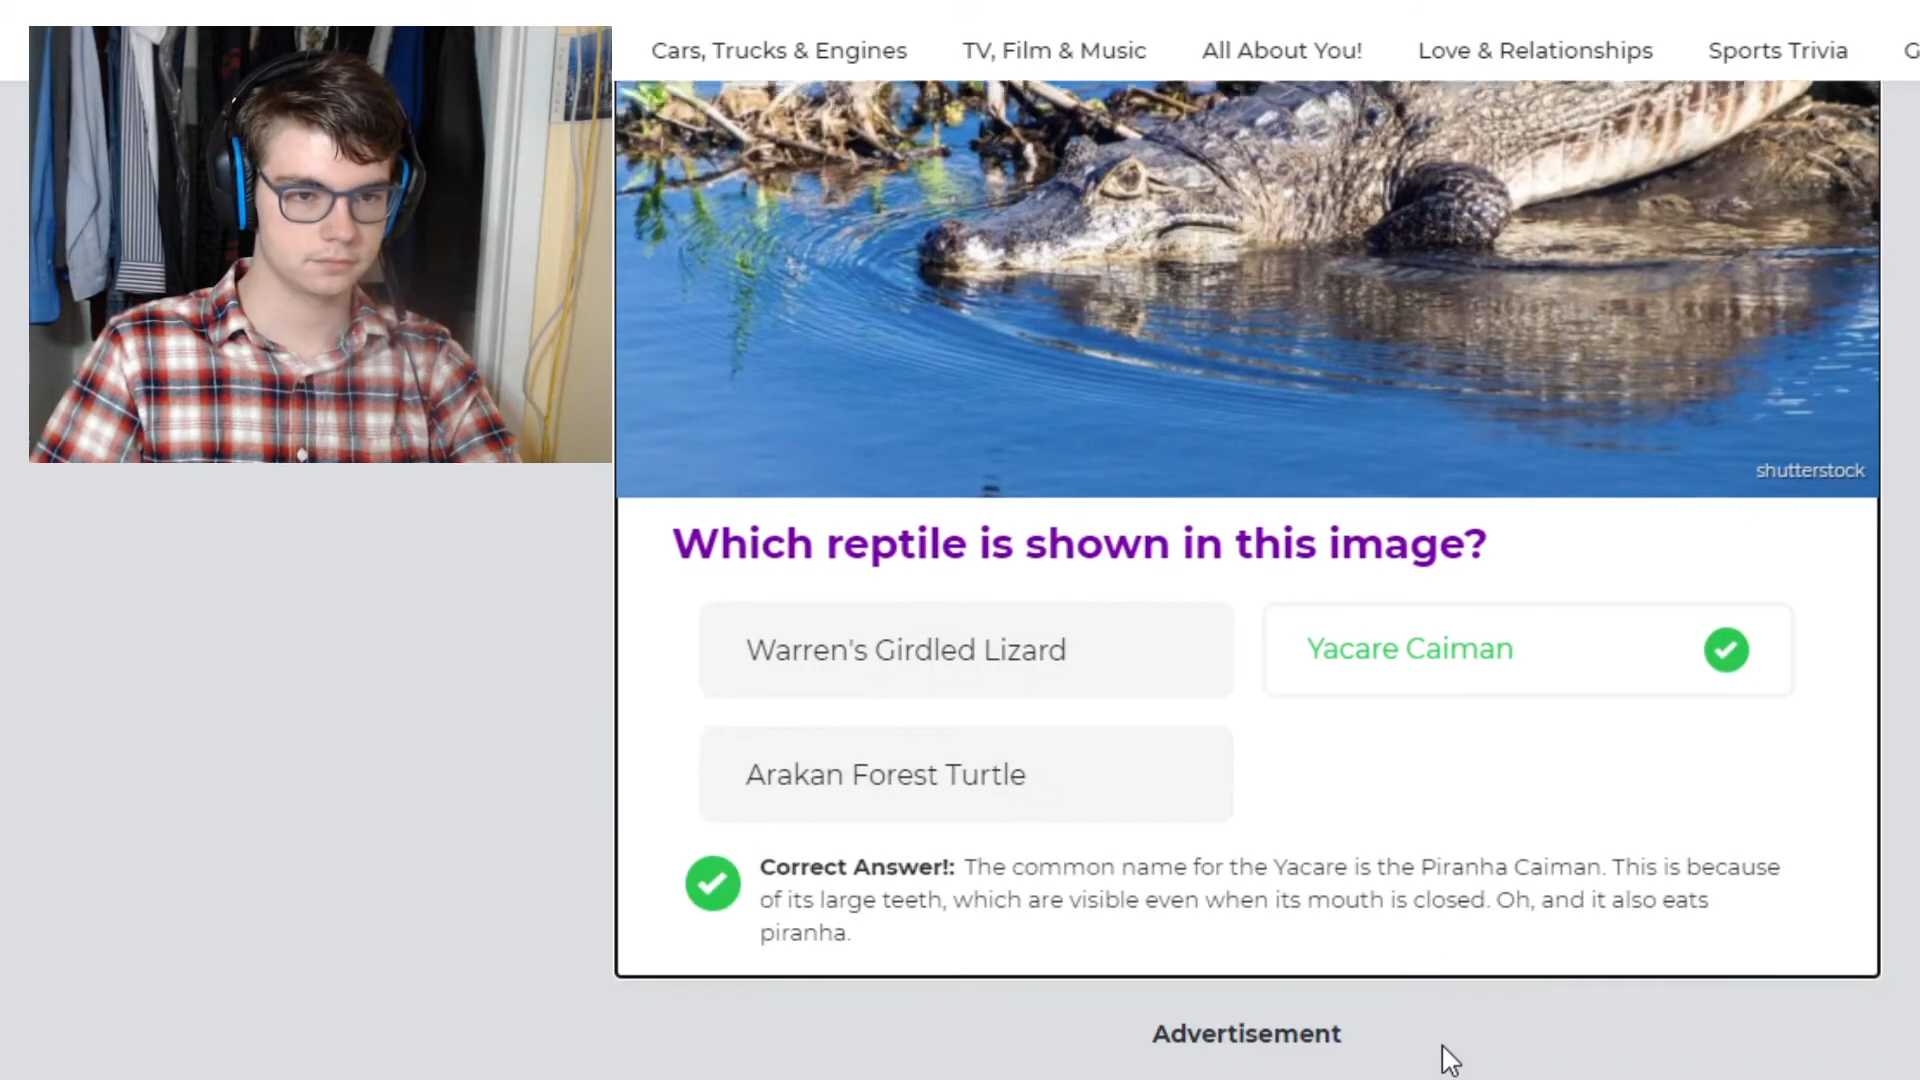 Cars, Trucks & Engines TV, Film & Music All About You! Love & Relationships Sports Trivia G
shutterstock
Which reptile is shown in this image?
Warren's Girdled Lizard
Yacare Caiman
Arakan Forest Turtle
Correct Answer!: The common name for the Yacare is the Piranha Caiman. This is because
of its large teeth, which are visible even when its mouth is closed. Oh, and it also eats
piranha.
Advertisement